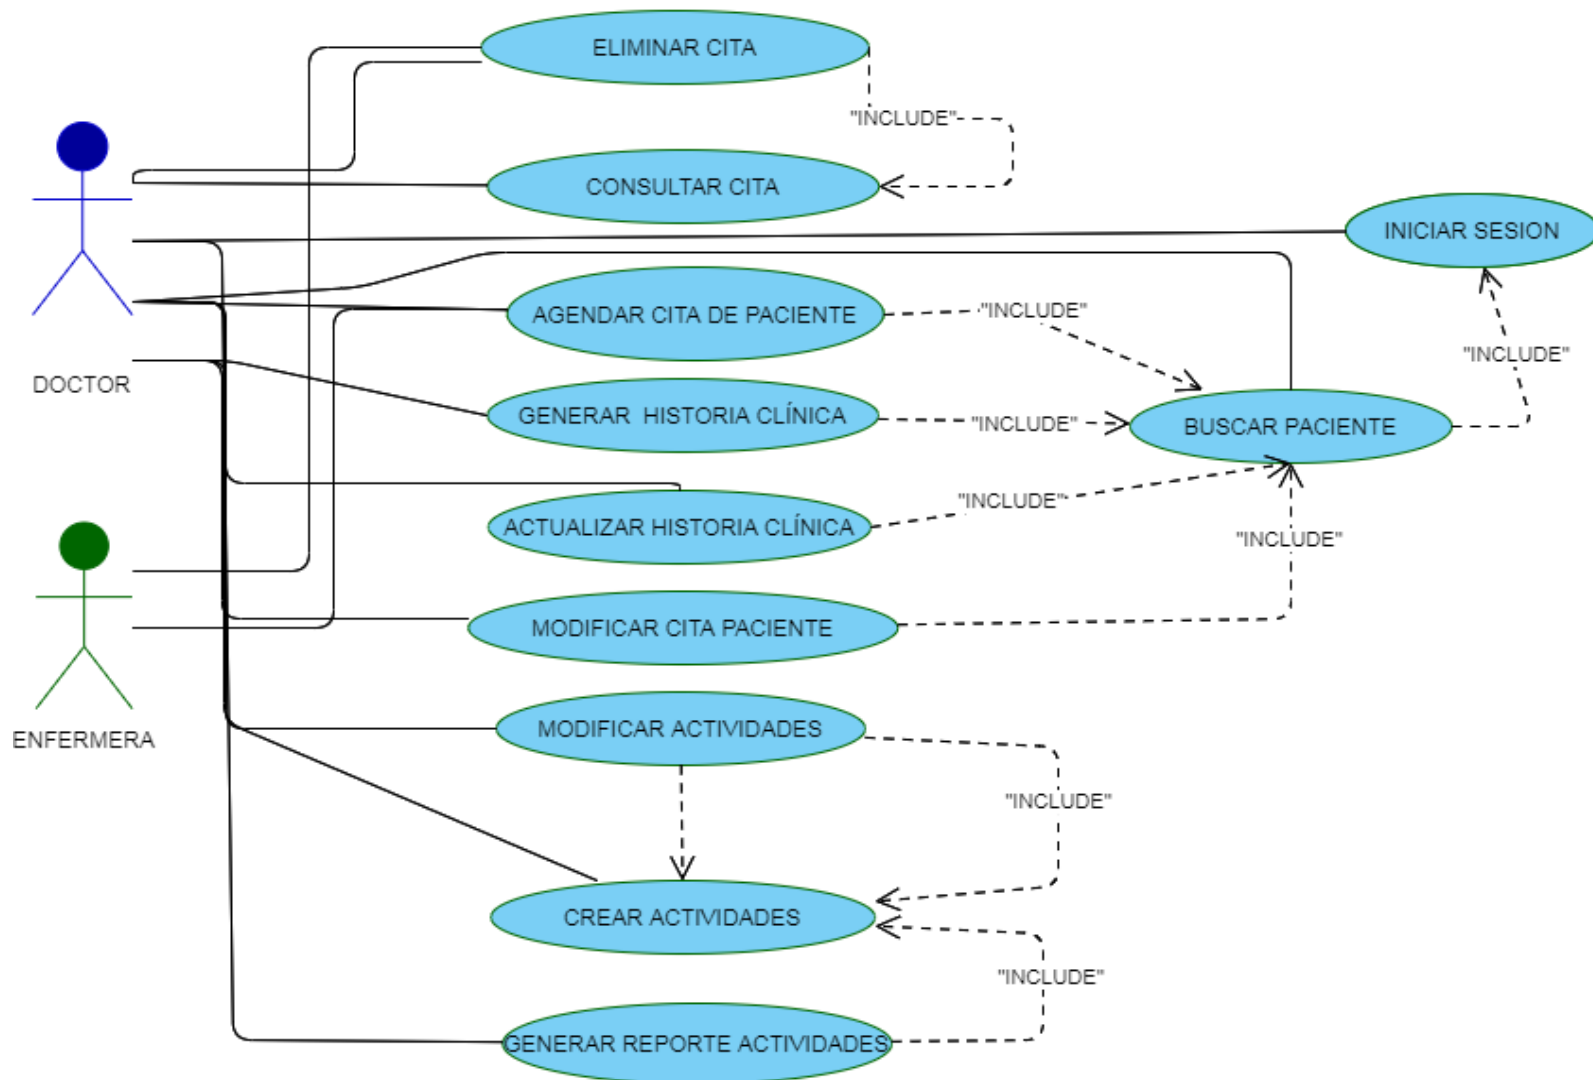 ELIMINAR CITA
"INCLUDE"
CONSULTAR CITA
INICIAR SESION
AGENDAR CITA DE PACIENTE
"INCLUDE"
"INCLUDE"
DOCTOR
GENERAR  HISTORIA CLÍNICA
"INCLUDE"
BUSCAR PACIENTE
"INCLUDE"
ACTUALIZAR HISTORIA CLÍNICA
"INCLUDE"
MODIFICAR CITA PACIENTE
MODIFICAR ACTIVIDADES
ENFERMERA
"INCLUDE"
CREAR ACTIVIDADES
"INCLUDE"
GENERAR REPORTE ACTIVIDADES